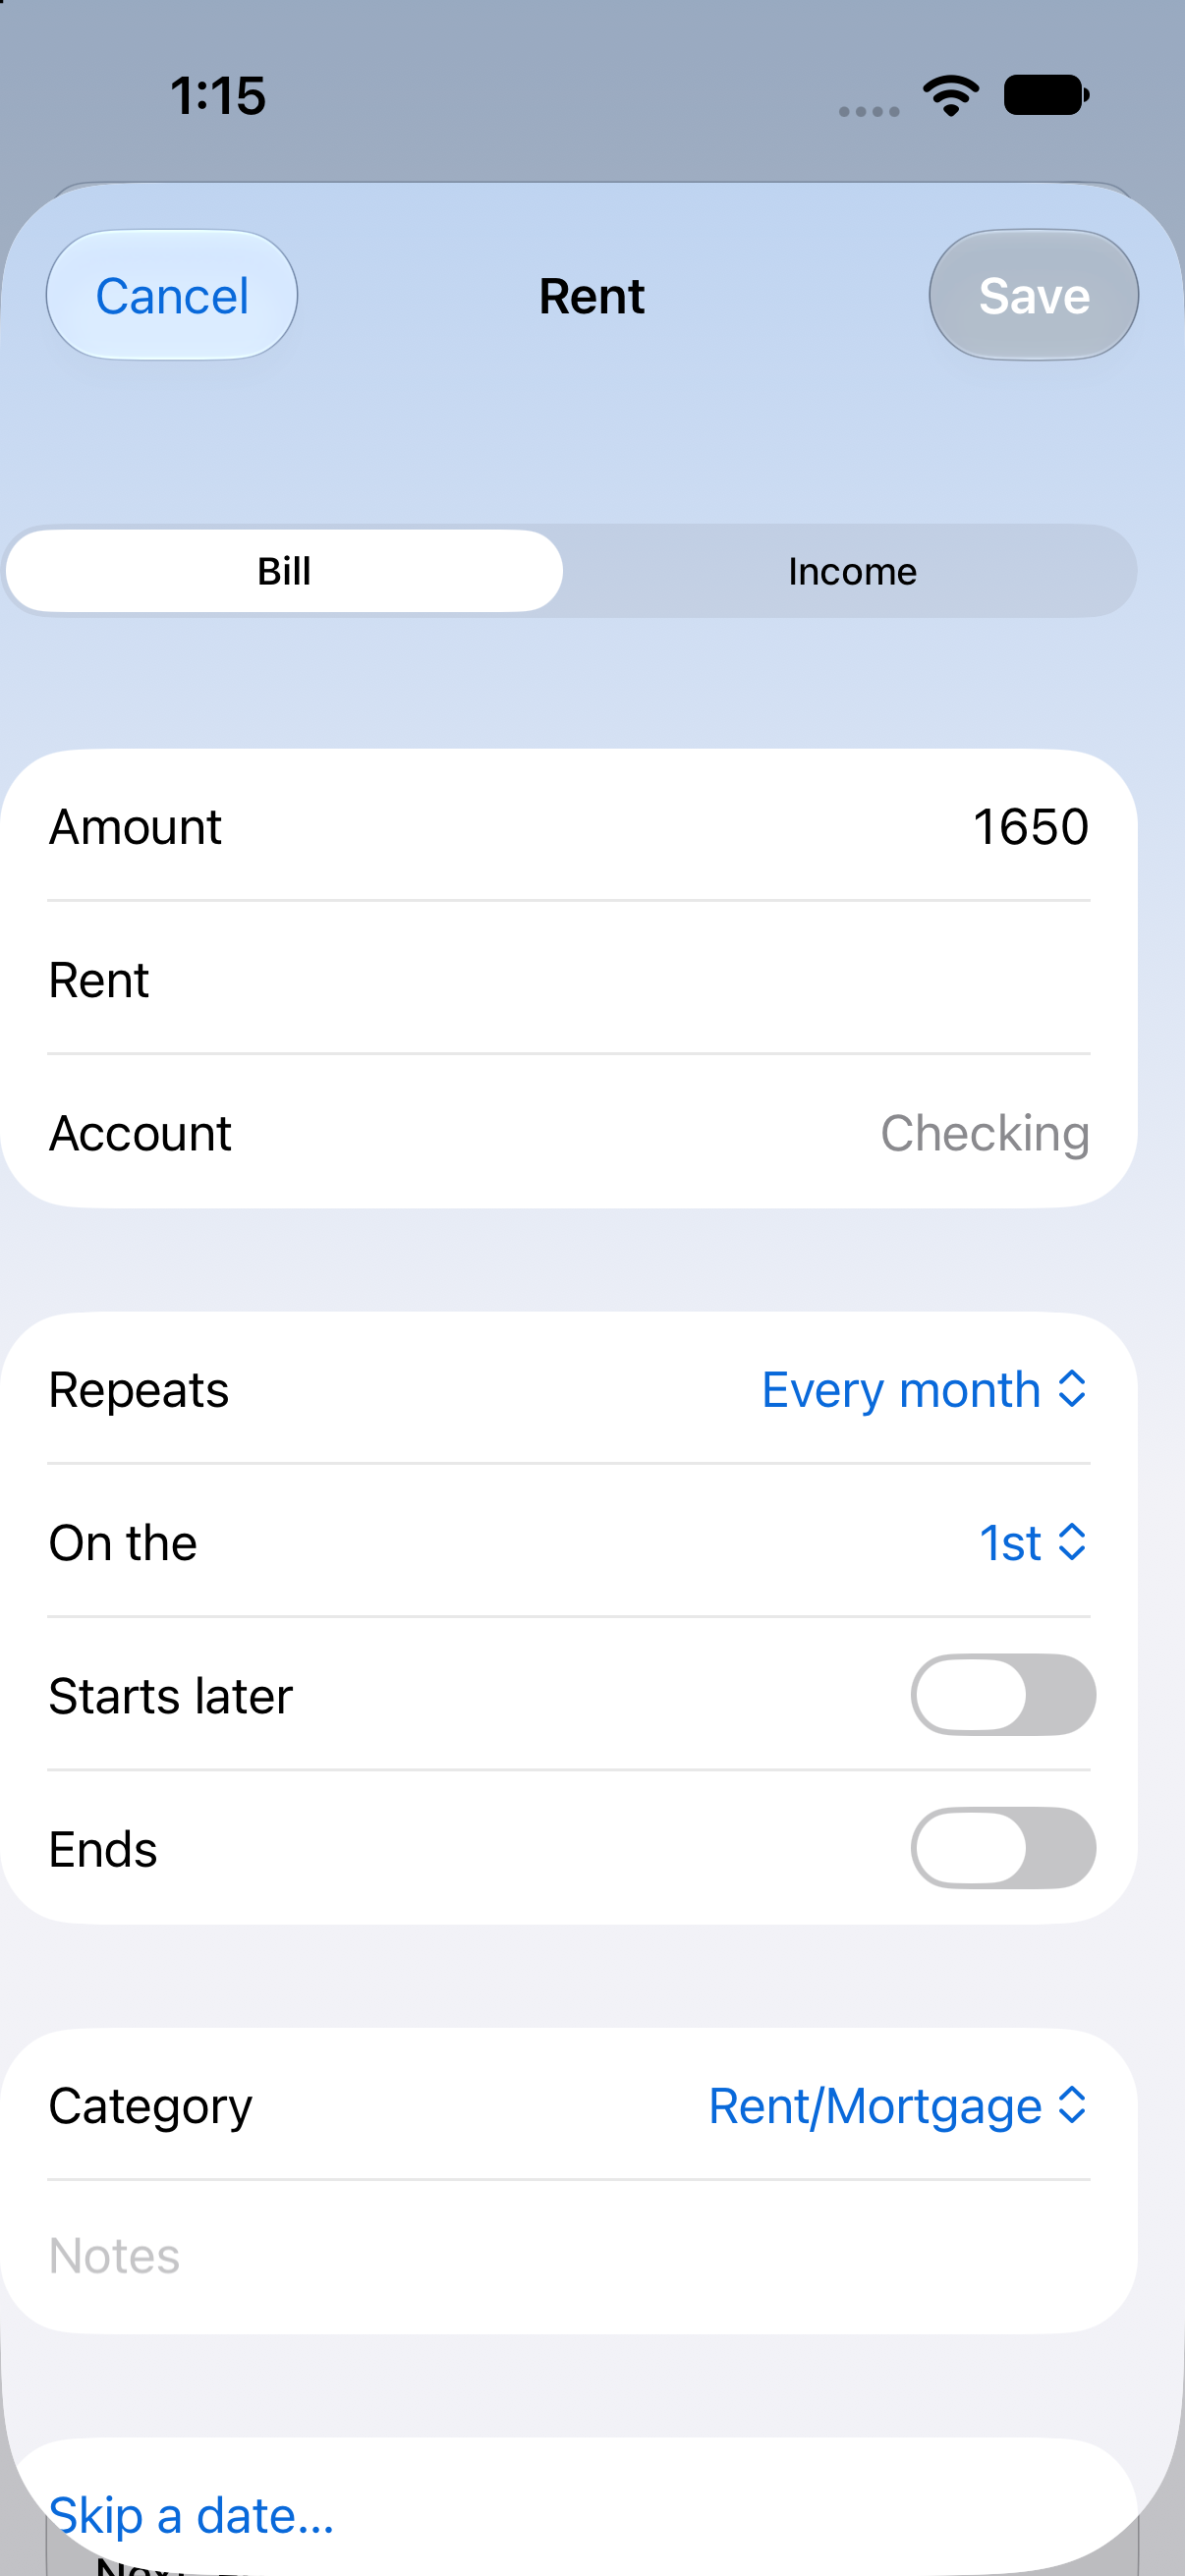 1:15
Cancel
Rent
Save
Bill
Income
Amount
1650
Rent
Account
Checking
Repeats
Every month
On the
1st
Starts later
Ends
Category
Rent/Mortgage
Notes
Skip a date...